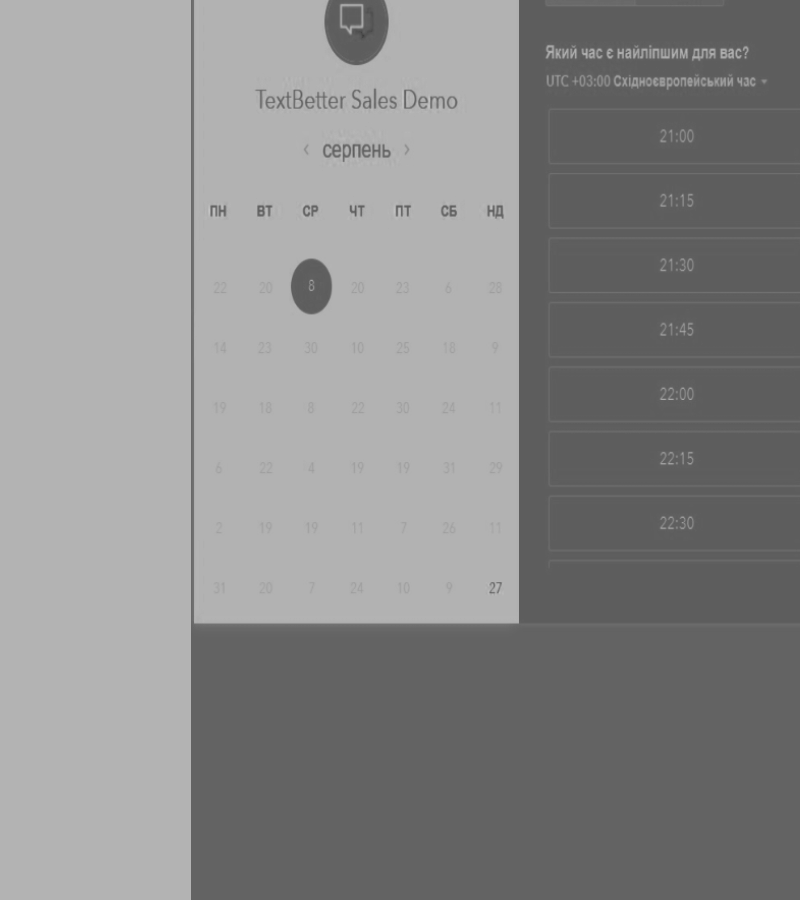 TextBetter Sales Demo
серпень
ПН ВТ СР ЧТ ПТ СБ НД
22 20 8 20 23 6 28
14 23 30 10 25 18 9
19 18 8 22 30 24 11
6 22 4 19 19 31 29
2 19 19 11 7 26 11
31 20 7 24 10 9 27
Який час є найліпшим для вас?
UTC +03:00 Східноєвропейський час
21:00
21:15
21:30
21:45
22:00
22:15
22:30